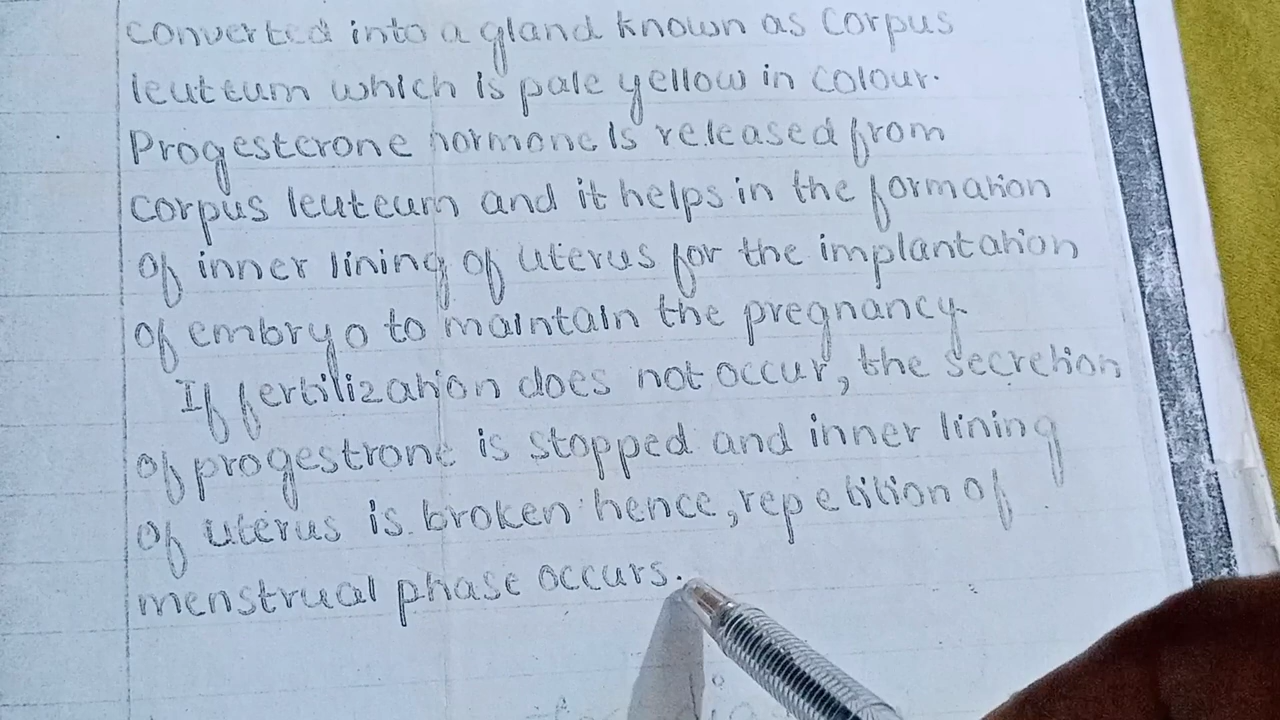 converted into a gland known as corpus
leuteum which is pale yellow in colour.
Progesterone hormone is released from
corpus leuteum and it helps in the formation
of inner lining of uterus for the implantation
of embryo to maintain the pregnancy.
If fertilization does not occur, the secretion
of progestrone is stopped and inner lining
of uterus is broken hence, repetition of
menstrual phase occurs.